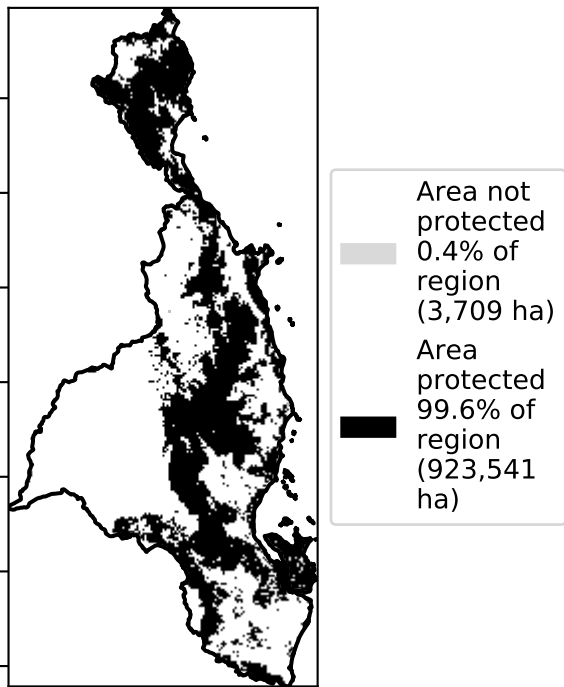 Area not
protected
0.4% of
region
(3,709 ha)
Area
protected
99.6% of
region
(923,541
ha)